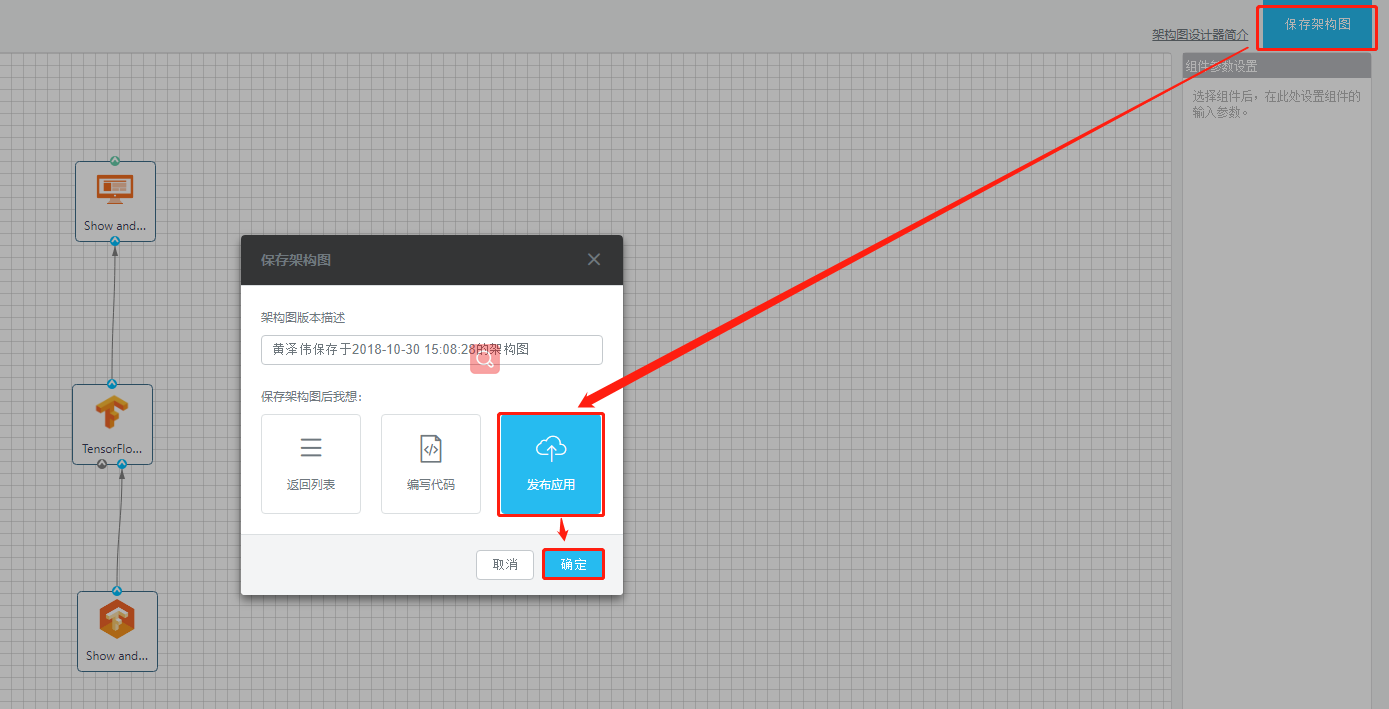 保存架构图
架构图设计器简介
组件参数设置
选择组件后，在此处设置组件的
输入参数。
Show and...
TensorFlo...
Show and...
保存架构图
架构图版本描述
黄泽伟保存于2018-10-30 15:08:28的架构图
保存架构图后我想:
返回列表
编写代码
发布应用
取消
确定